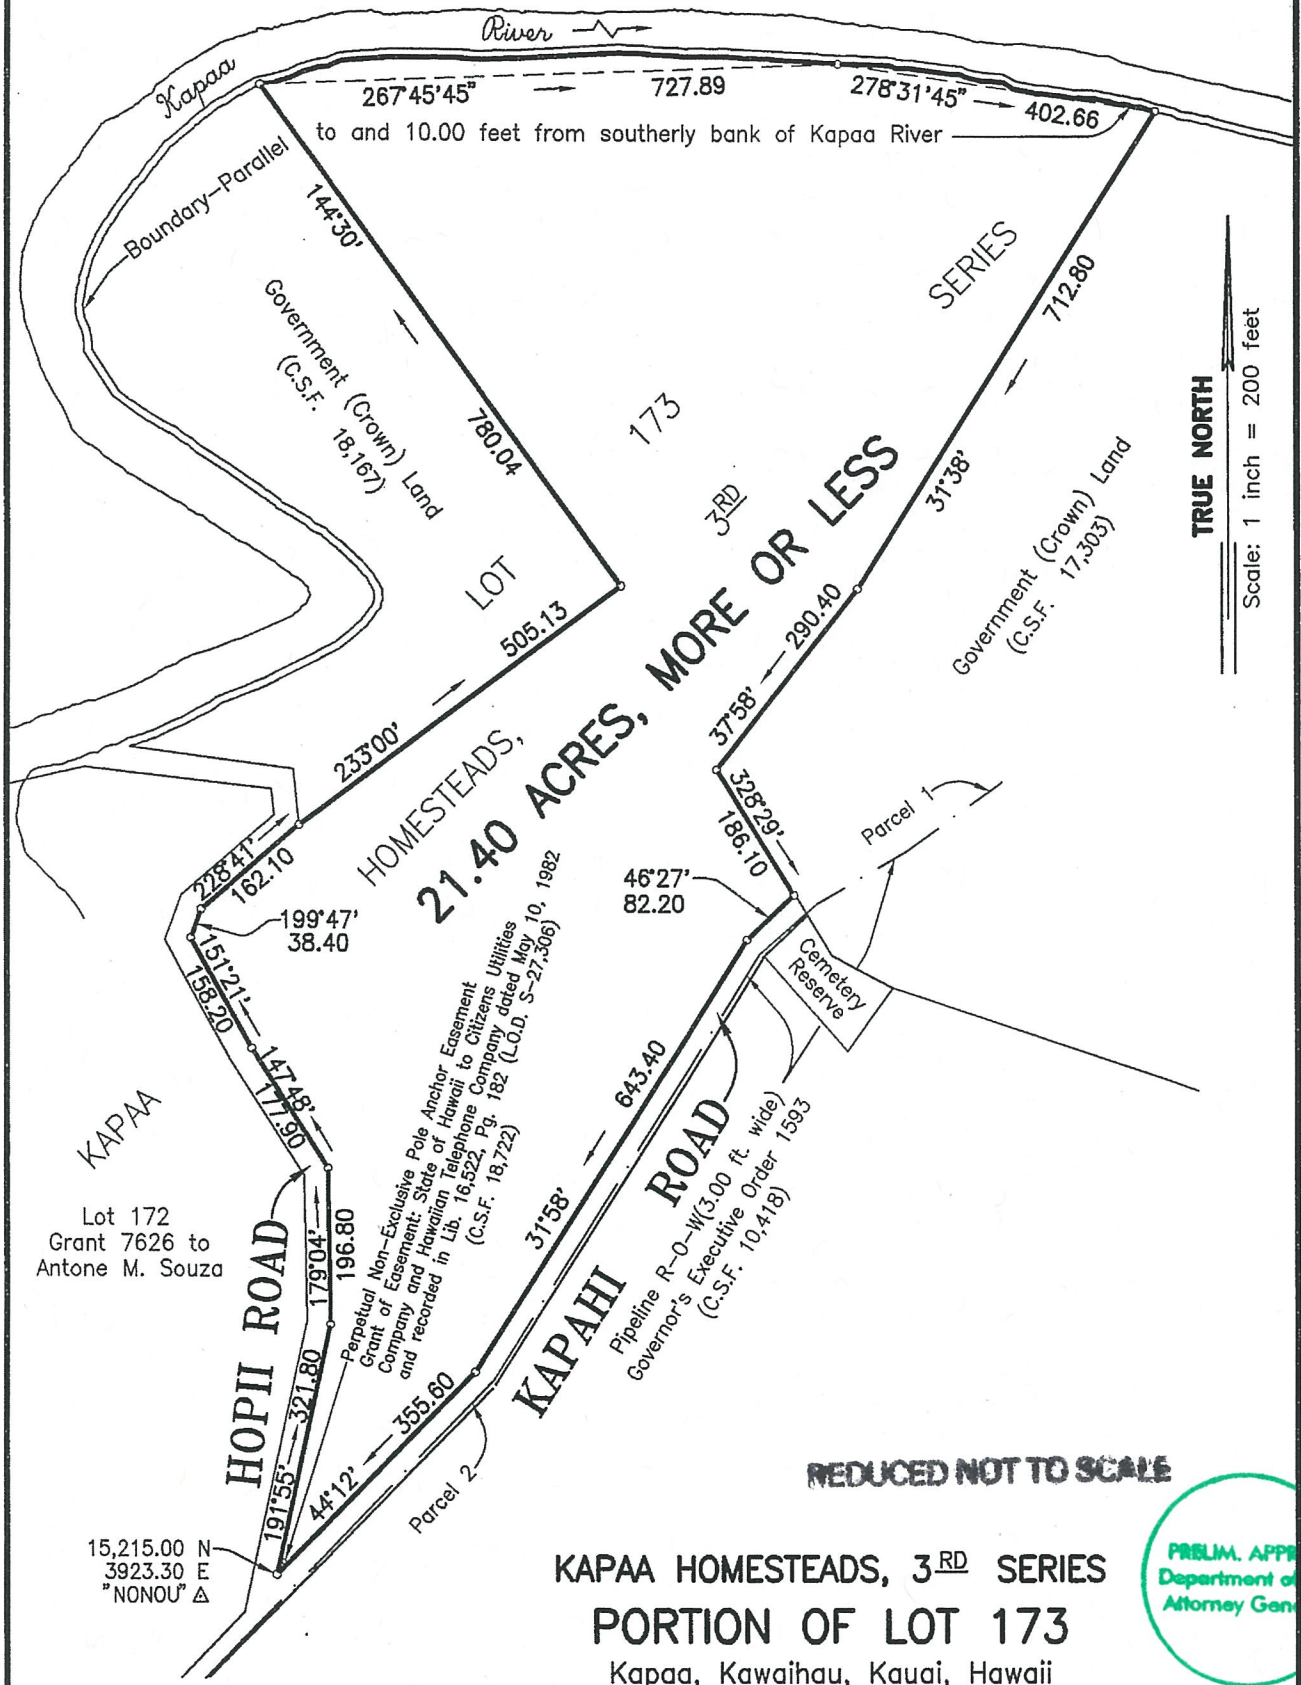 River
Kapaa
267°45'45"
727.89
278°31'45"
402.66
to and 10.00 feet from southerly bank of Kapaa River
Boundary-Parallel
144°30'
780.04
Government (Crown) Land
(C.S.F. 18,167)
SERIES
712.80
31°38'
173
3RD
LOT
TRUE NORTH
Scale: 1 inch = 200 feet
Government (Crown) Land
(C.S.F. 17,303)
505.13
233°00'
290.40
37°58'
HOMESTEADS,
21.40 ACRES, MORE OR LESS
328°29'
186.10
Parcel 1
228°41'
162.10
46°27'
82.20
199°47'
38.40
Cemetery
Reserve
151°21'
158.20
147°48'
177.90
Perpetual Non-Exclusive Pole Anchor Easement
Grant of Easement: State of Hawaii to Citizens Utilities
Company and Hawaiian Telephone Company dated May 10, 1982
and recorded in Lib. 16,522, Pg. 182 (L.O.D. S-27,306)
(C.S.F. 18,722)
643.40
31°58'
KAPAA
Lot 172
Grant 7626 to
Antone M. Souza
HOPII ROAD
179°04'
196.80
KAPAHI ROAD
Pipeline R-O-W(3.00 ft. wide)
Governor's Executive Order 1593
(C.S.F. 10,418)
191°55'
321.80
355.60
44°12'
Parcel 2
15,215.00 N
3923.30 E
"NONOU"
REDUCED NOT TO SCALE
KAPAA HOMESTEADS, 3RD SERIES
PORTION OF LOT 173
Kapaa, Kawaihau, Kauai, Hawaii
PRELIM. APPR
Department o
Attorney Gen